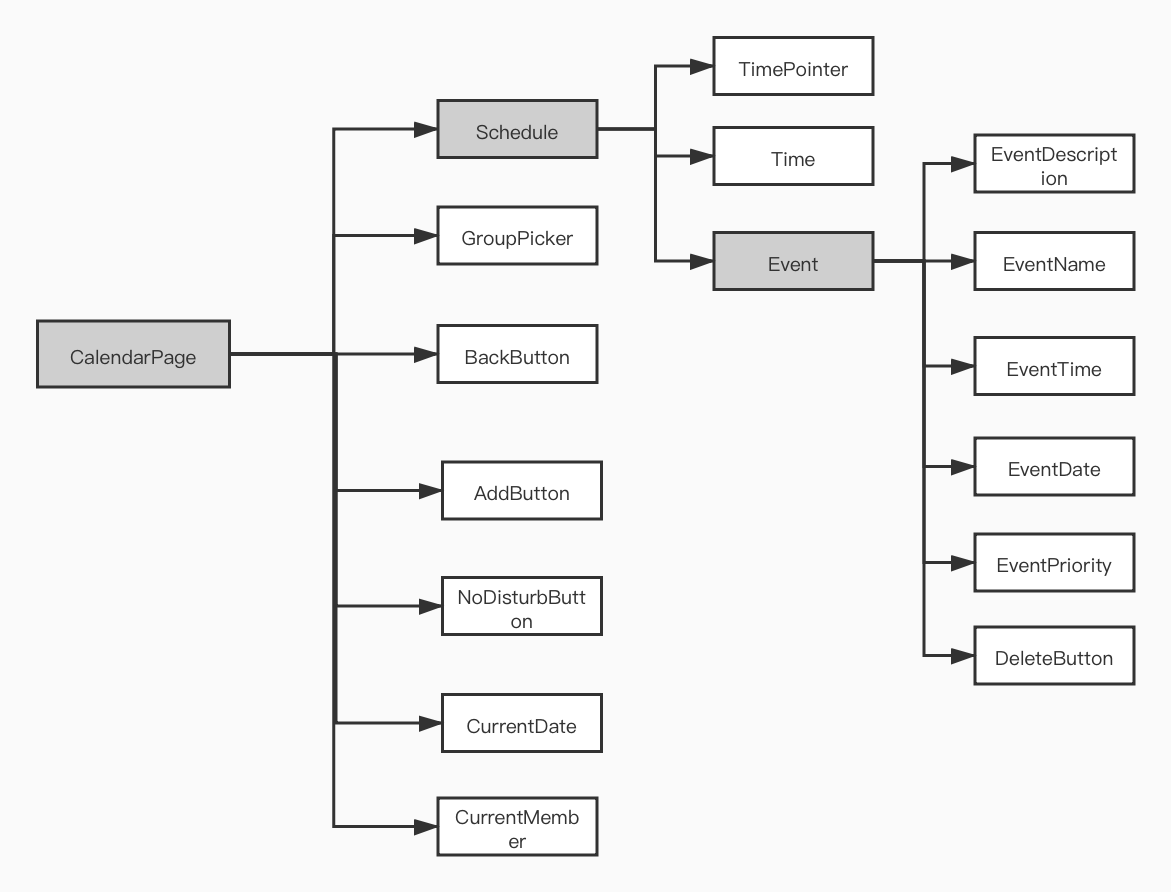 CalendarPage
Schedule
GroupPicker
BackButton
AddButton
NoDisturbButt
on
CurrentDate
CurrentMemb
er
TimePointer
Time
Event
EventDescript
ion
EventName
EventTime
EventDate
EventPriority
DeleteButton